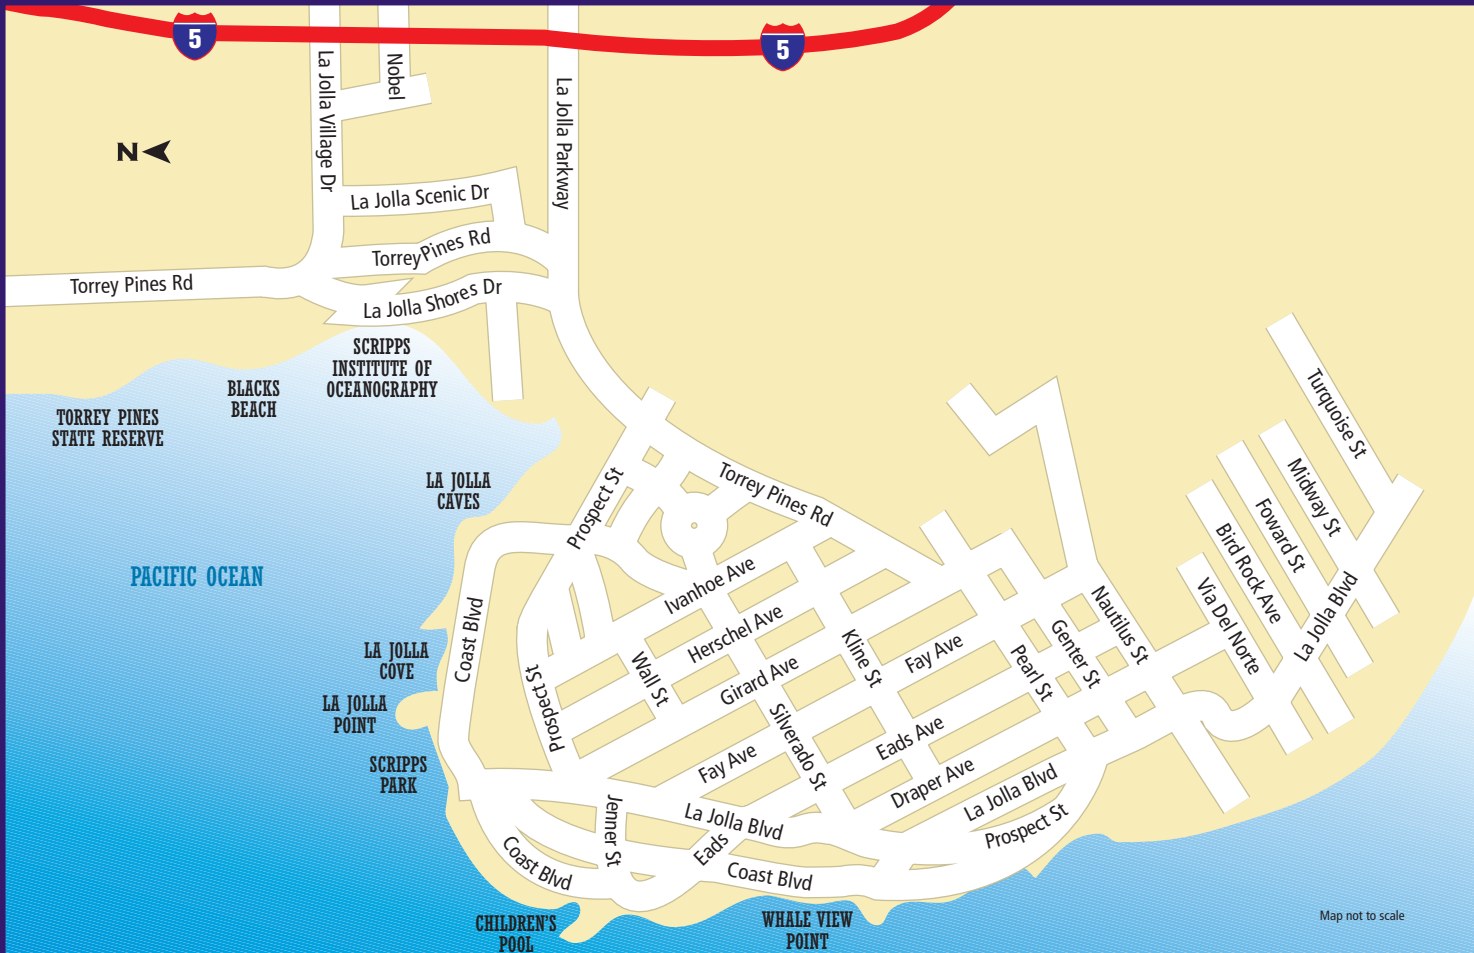 5
5
La Jolla Village Dr
Nobel
La Jolla Parkway
N
La Jolla Scenic Dr
Torrey Pines Rd
Torrey Pines Rd
La Jolla Shores Dr
SCRIPPS
INSTITUTE OF
OCEANOGRAPHY
BLACKS
BEACH
TORREY PINES
STATE RESERVE
LA JOLLA
CAVES
PACIFIC OCEAN
Prospect St
Torrey Pines Rd
Turquoise St
Midway St
Foward St
Bird Rock Ave
Via Del Norte
La Jolla Blvd
Nautilus St
Genter St
Pearl St
Ivanhoe Ave
Herschel Ave
Girard Ave
Kline St
Fay Ave
Wall St
Silverado St
Coast Blvd
Prospect St
LA JOLLA
COVE
LA JOLLA
POINT
SCRIPPS
PARK
Fay Ave
Eads Ave
Draper Ave
La Jolla Blvd
Prospect St
Jenner St
La Jolla Blvd
Eads
Coast Blvd
Coast Blvd
CHILDREN'S
POOL
WHALE VIEW
POINT
Map not to scale